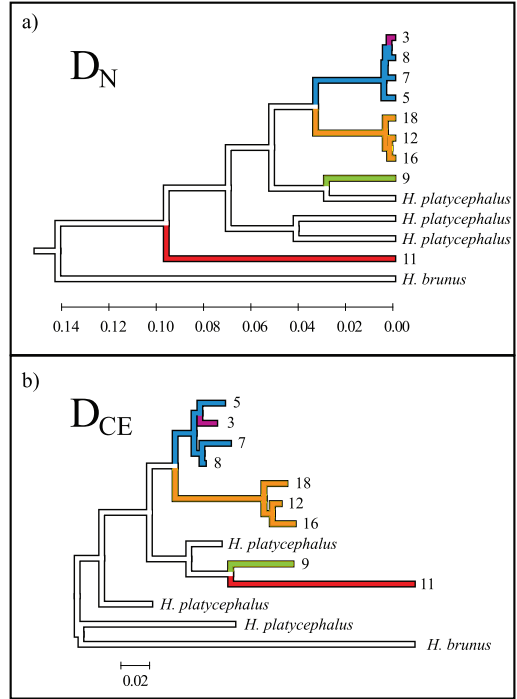 a)
DN
3
8
7
5
18
12
16
9
H. platycephalus
H. platycephalus
H. platycephalus
11
H. brunus
0.14 0.12 0.10 0.08 0.06 0.04 0.02 0.00
b)
DCE
5
3
7
8
18
12
16
H. platycephalus
9
11
H. platycephalus
H. platycephalus
H. brunus
0.02